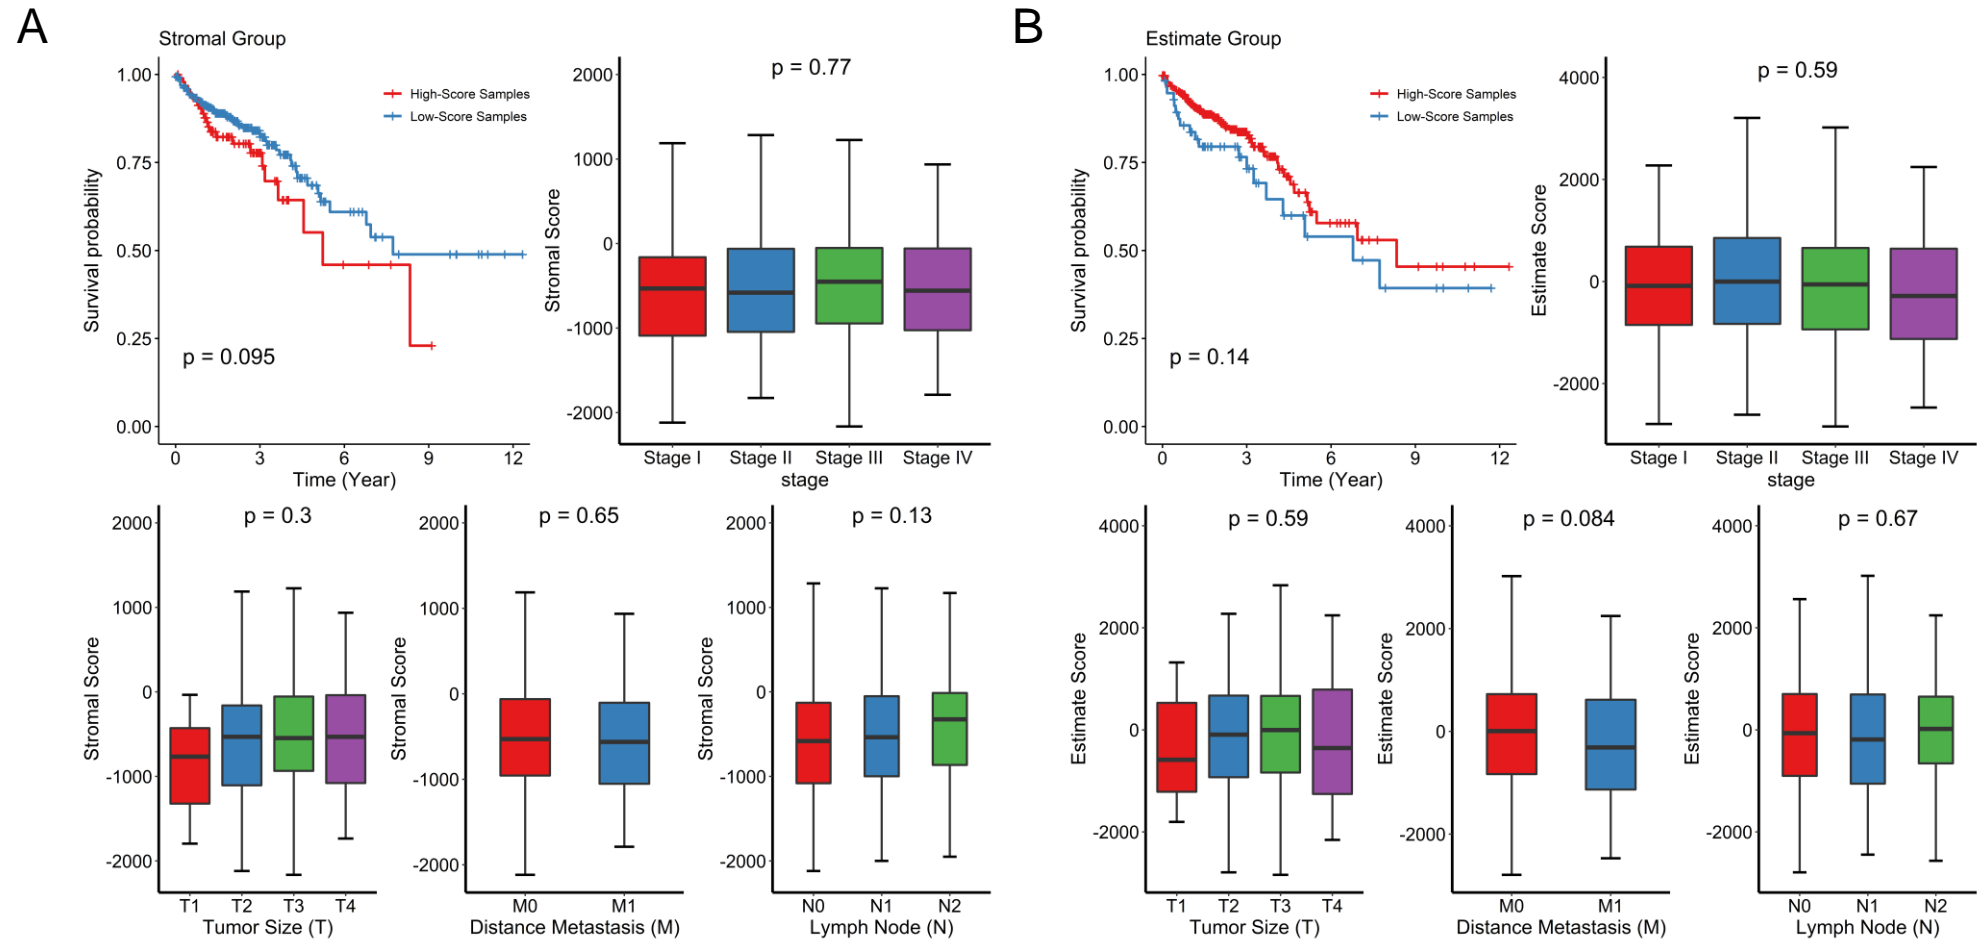 A
Stromal Group
1.00
0.75
0.50
0.25
0.00
Survival probability
High-Score Samples
Low-Score Samples
p = 0.095
0 3 6 9 12
Time (Year)
p = 0.77
2000
1000
0
-1000
-2000
Stromal Score
Stage I Stage II Stage III Stage IV
stage
p = 0.3
2000
1000
0
-1000
-2000
Stromal Score
T1 T2 T3 T4
Tumor Size (T)
p = 0.65
2000
1000
0
-1000
-2000
Stromal Score
M0 M1
Distance Metastasis (M)
p = 0.13
2000
1000
0
-1000
-2000
Stromal Score
N0 N1 N2
Lymph Node (N)
B
Estimate Group
1.00
0.75
0.50
0.25
0.00
Survival probability
High-Score Samples
Low-Score Samples
p = 0.14
0 3 6 9 12
Time (Year)
p = 0.59
4000
2000
0
-2000
Estimate Score
Stage I Stage II Stage III Stage IV
stage
p = 0.59
4000
2000
0
-2000
Estimate Score
T1 T2 T3 T4
Tumor Size (T)
p = 0.084
4000
2000
0
-2000
Estimate Score
M0 M1
Distance Metastasis (M)
p = 0.67
4000
2000
0
-2000
Estimate Score
N0 N1 N2
Lymph Node (N)